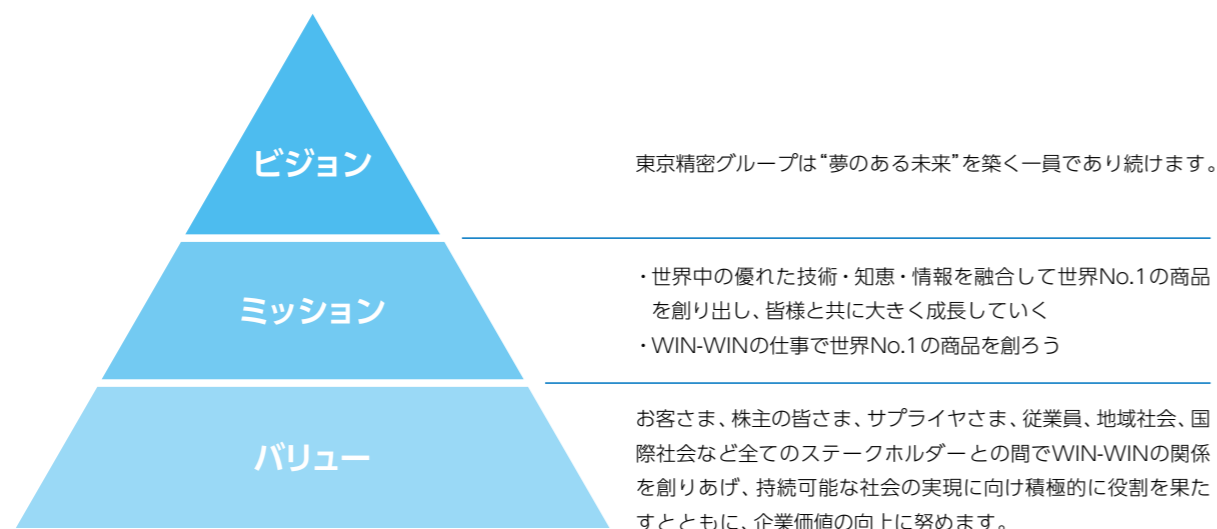 ビジョン
東京精密グループは“夢のある未来”を築く一員であり続けます。
ミッション
・世界中の優れた技術・知恵・情報を融合して世界No.1の商品
を創り出し、皆様と共に大きく成長していく
・WIN-WINの仕事で世界No.1の商品を創ろう
バリュー
お客さま、株主の皆さま、サプライヤさま、従業員、地域社会、国
際社会など全てのステークホルダーとの間でWIN-WINの関係
を創りあげ、持続可能な社会の実現に向け積極的に役割を果た
すとともに、企業価値の向上に努めます。